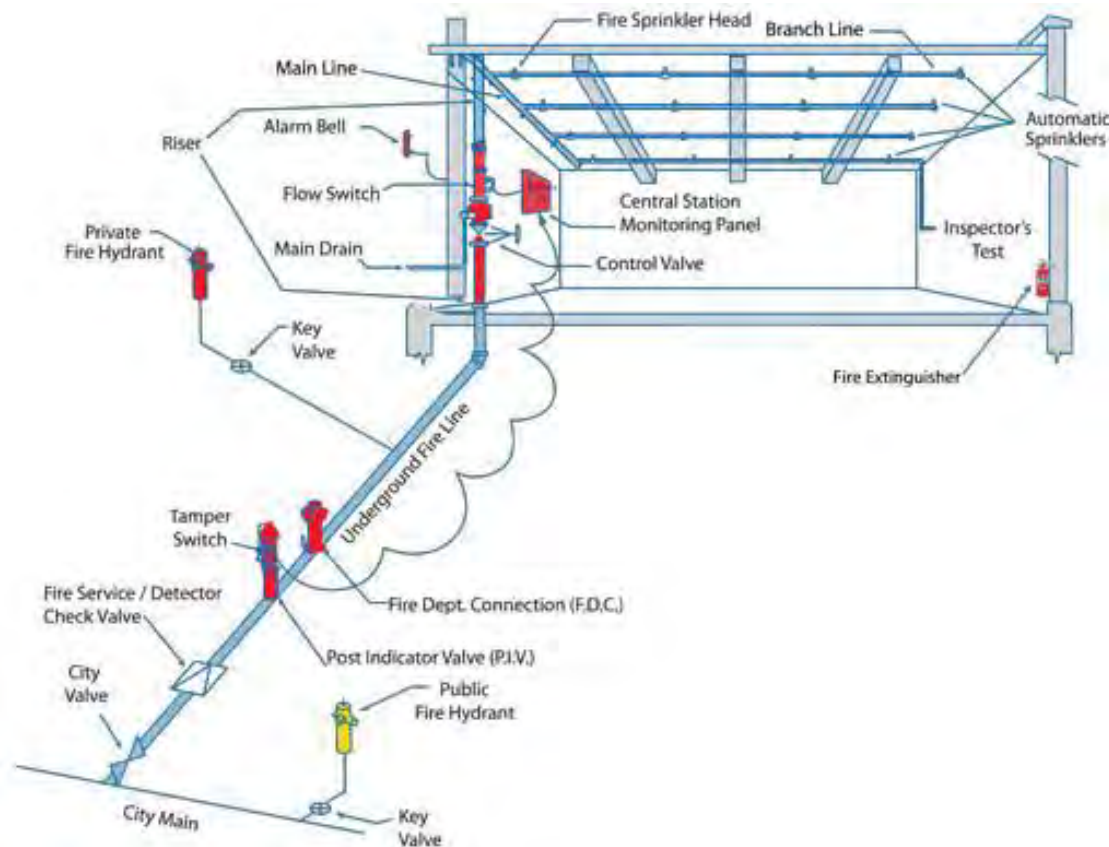 Fire Sprinkler Head
Branch Line
Main Line
Alarm Bell
Riser
Automatic
Sprinklers
Flow Switch
Central Station
Monitoring Panel
Private
Fire Hydrant
Main Drain
Control Valve
Inspector's
Test
Key
Valve
Fire Extinguisher
Underground Fire Line
Tamper
Switch
Fire Service / Detector
Check Valve
Fire Dept. Connection (F.D.C.)
Post Indicator Valve (P.I.V.)
City
Valve
Public
Fire Hydrant
City Main
Key
Valve